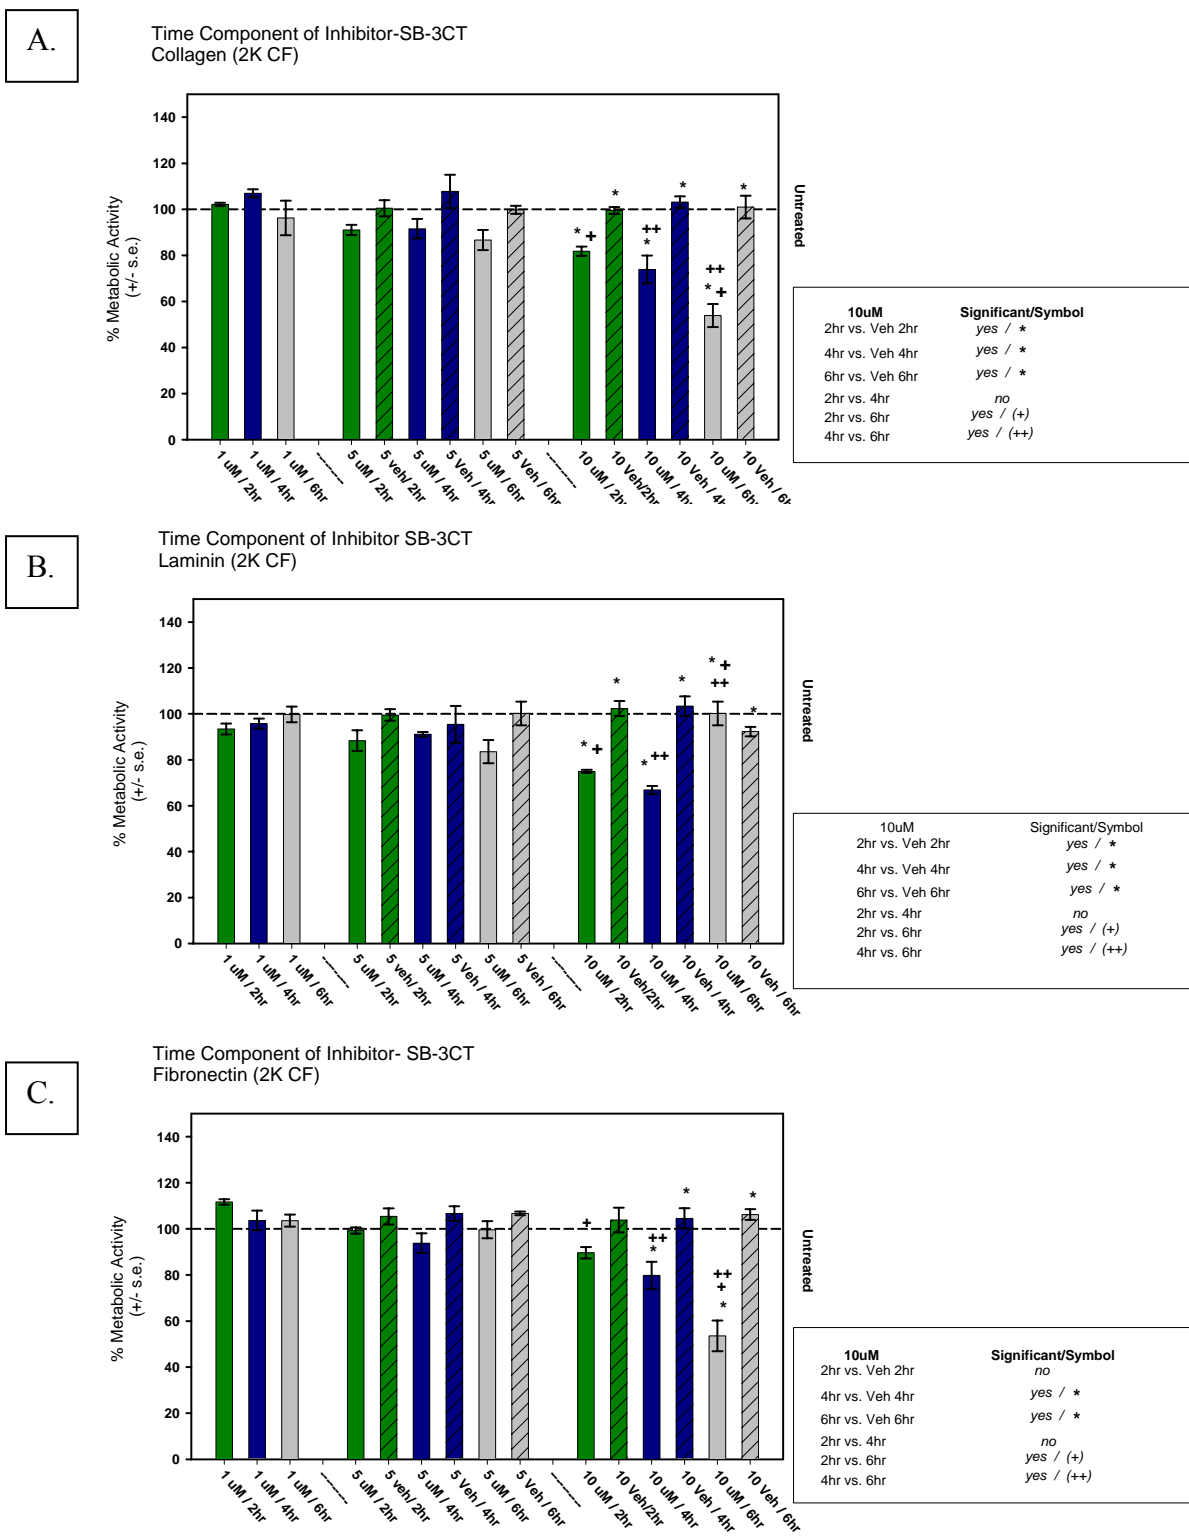 A.
Time Component of Inhibitor-SB-3CT
Collagen (2K CF)
% Metabolic Activity
(+/- s.e.)
140
120
100
80
60
40
20
0
* +
*
++
*
*
++
* +
*
Untreated
1 uM / 2hr
1 uM / 4hr
1 uM / 6hr
------
5 uM / 2hr
5 veh/ 2hr
5 uM / 4hr
5 Veh / 4hr
5 uM / 6hr
5 Veh / 6hr
------
10 uM / 2hr
10 Veh/2hr
10 uM / 4hr
10 Veh / 4hr
10 uM / 6hr
10 Veh / 6hr
10uM Significant/Symbol
2hr vs. Veh 2hr yes / *
4hr vs. Veh 4hr yes / *
6hr vs. Veh 6hr yes / *
2hr vs. 4hr no
2hr vs. 6hr yes / (+)
4hr vs. 6hr yes / (++)
B.
Time Component of Inhibitor SB-3CT
Laminin (2K CF)
% Metabolic Activity
(+/- s.e.)
140
120
100
80
60
40
20
0
* +
*
* ++
*
* +
++
*
Untreated
1 uM / 2hr
1 uM / 4hr
1 uM / 6hr
------
5 uM / 2hr
5 veh/ 2hr
5 uM / 4hr
5 Veh / 4hr
5 uM / 6hr
5 Veh / 6hr
------
10 uM / 2hr
10 Veh/2hr
10 uM / 4hr
10 Veh / 4hr
10 uM / 6hr
10 Veh / 6hr
10uM Significant/Symbol
2hr vs. Veh 2hr yes / *
4hr vs. Veh 4hr yes / *
6hr vs. Veh 6hr yes / *
2hr vs. 4hr no
2hr vs. 6hr yes / (+)
4hr vs. 6hr yes / (++)
C.
Time Component of Inhibitor- SB-3CT
Fibronectin (2K CF)
% Metabolic Activity
(+/- s.e.)
140
120
100
80
60
40
20
0
+
++
*
*
++
+
*
*
Untreated
1 uM / 2hr
1 uM / 4hr
1 uM / 6hr
------
5 uM / 2hr
5 veh/ 2hr
5 uM / 4hr
5 Veh / 4hr
5 uM / 6hr
5 Veh / 6hr
------
10 uM / 2hr
10 Veh/2hr
10 uM / 4hr
10 Veh / 4hr
10 uM / 6hr
10 Veh / 6hr
10uM Significant/Symbol
2hr vs. Veh 2hr no
4hr vs. Veh 4hr yes / *
6hr vs. Veh 6hr yes / *
2hr vs. 4hr no
2hr vs. 6hr yes / (+)
4hr vs. 6hr yes / (++)